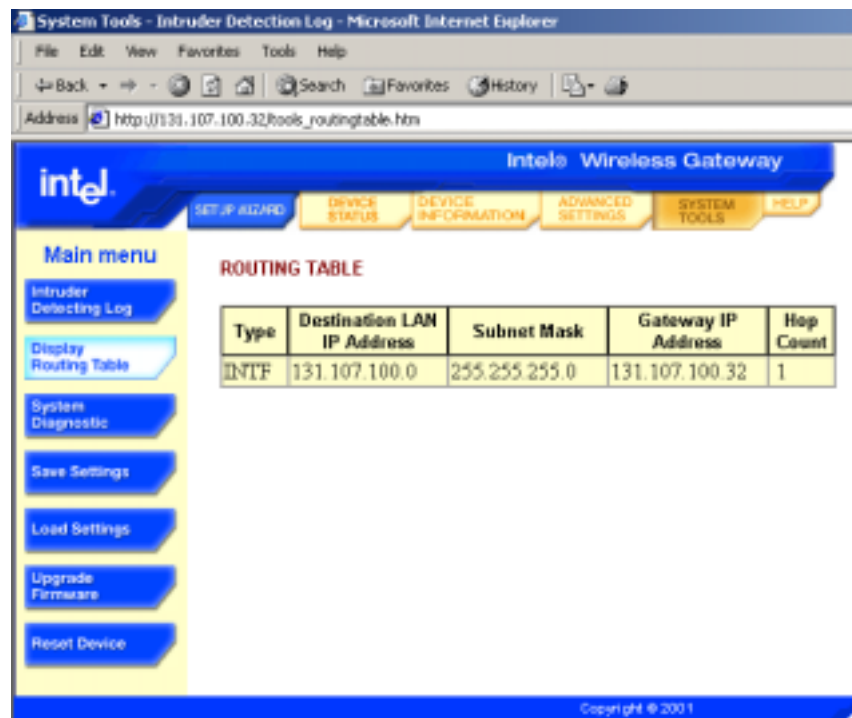 System Tools - Intruder Detection Log - Microsoft Internet Explorer
File Edit View Favorites Tools Help
Back Search Favorites History
Address http://131.107.100.32/tools_routingtable.htm
intel.
Intel® Wireless Gateway
SETUP WIZARD
DEVICE STATUS
DEVICE INFORMATION
ADVANCED SETTINGS
SYSTEM TOOLS
HELP
Main menu
Intruder
Detecting Log
Display
Routing Table
System
Diagnostic
Save Settings
Load Settings
Upgrade
Firmware
Reset Device
ROUTING TABLE
Type Destination LAN IP Address Subnet Mask Gateway IP Address Hop Count
INTF 131.107.100.0 255.255.255.0 131.107.100.32 1
Copyright © 2001